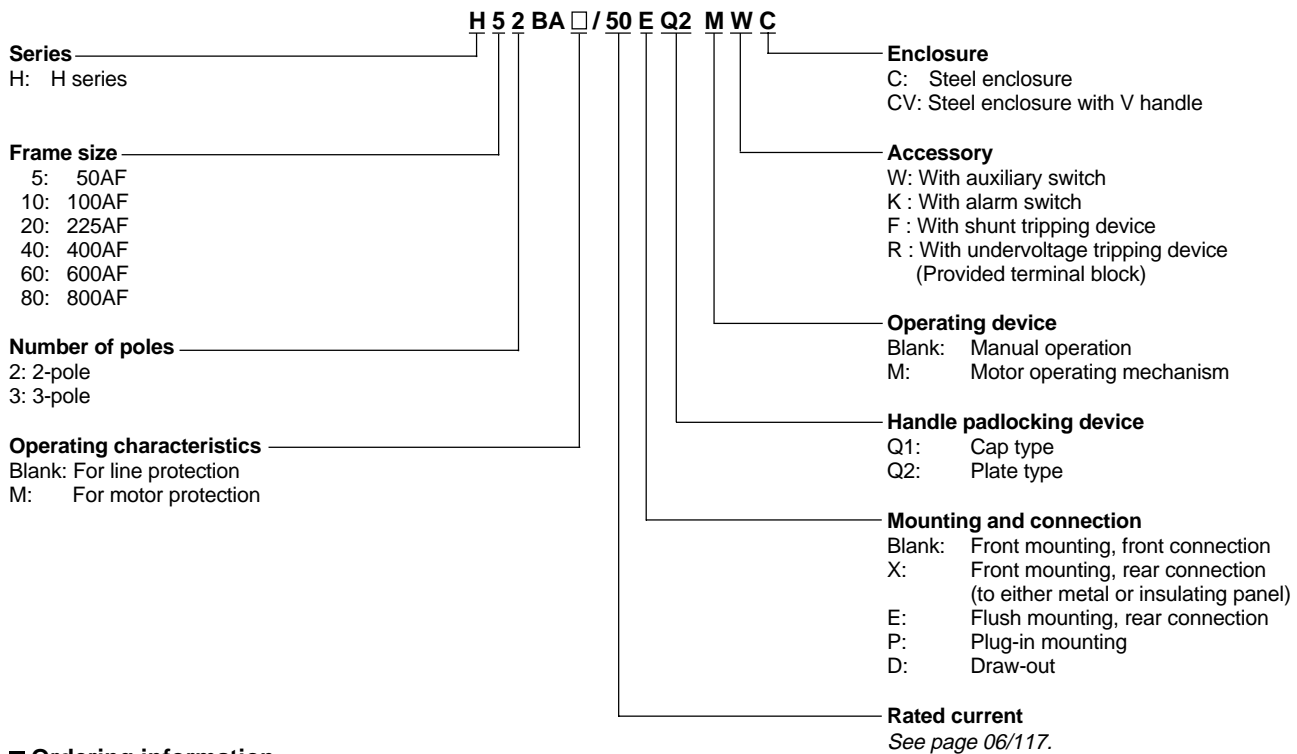 H 5 2 BA □ / 50 E Q2 M W C
Series
H: H series
Frame size
5: 50AF
10: 100AF
20: 225AF
40: 400AF
60: 600AF
80: 800AF
Number of poles
2: 2-pole
3: 3-pole
Operating characteristics
Blank: For line protection
M: For motor protection
Enclosure
C: Steel enclosure
CV: Steel enclosure with V handle
Accessory
W: With auxiliary switch
K : With alarm switch
F : With shunt tripping device
R : With undervoltage tripping device
(Provided terminal block)
Operating device
Blank: Manual operation
M: Motor operating mechanism
Handle padlocking device
Q1: Cap type
Q2: Plate type
Mounting and connection
Blank: Front mounting, front connection
X: Front mounting, rear connection
(to either metal or insulating panel)
E: Flush mounting, rear connection
P: Plug-in mounting
D: Draw-out
Rated current
See page 06/117.
■ Ordering information